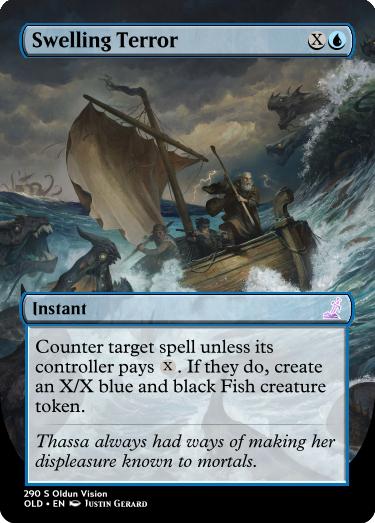 Swelling Terror X
Instant
Counter target spell unless its
controller pays X. If they do, create
an X/X blue and black Fish creature
token.
Thassa always had ways of making her
displeasure known to mortals.
290 S Oldun Vision
OLD • EN Justin Gerard